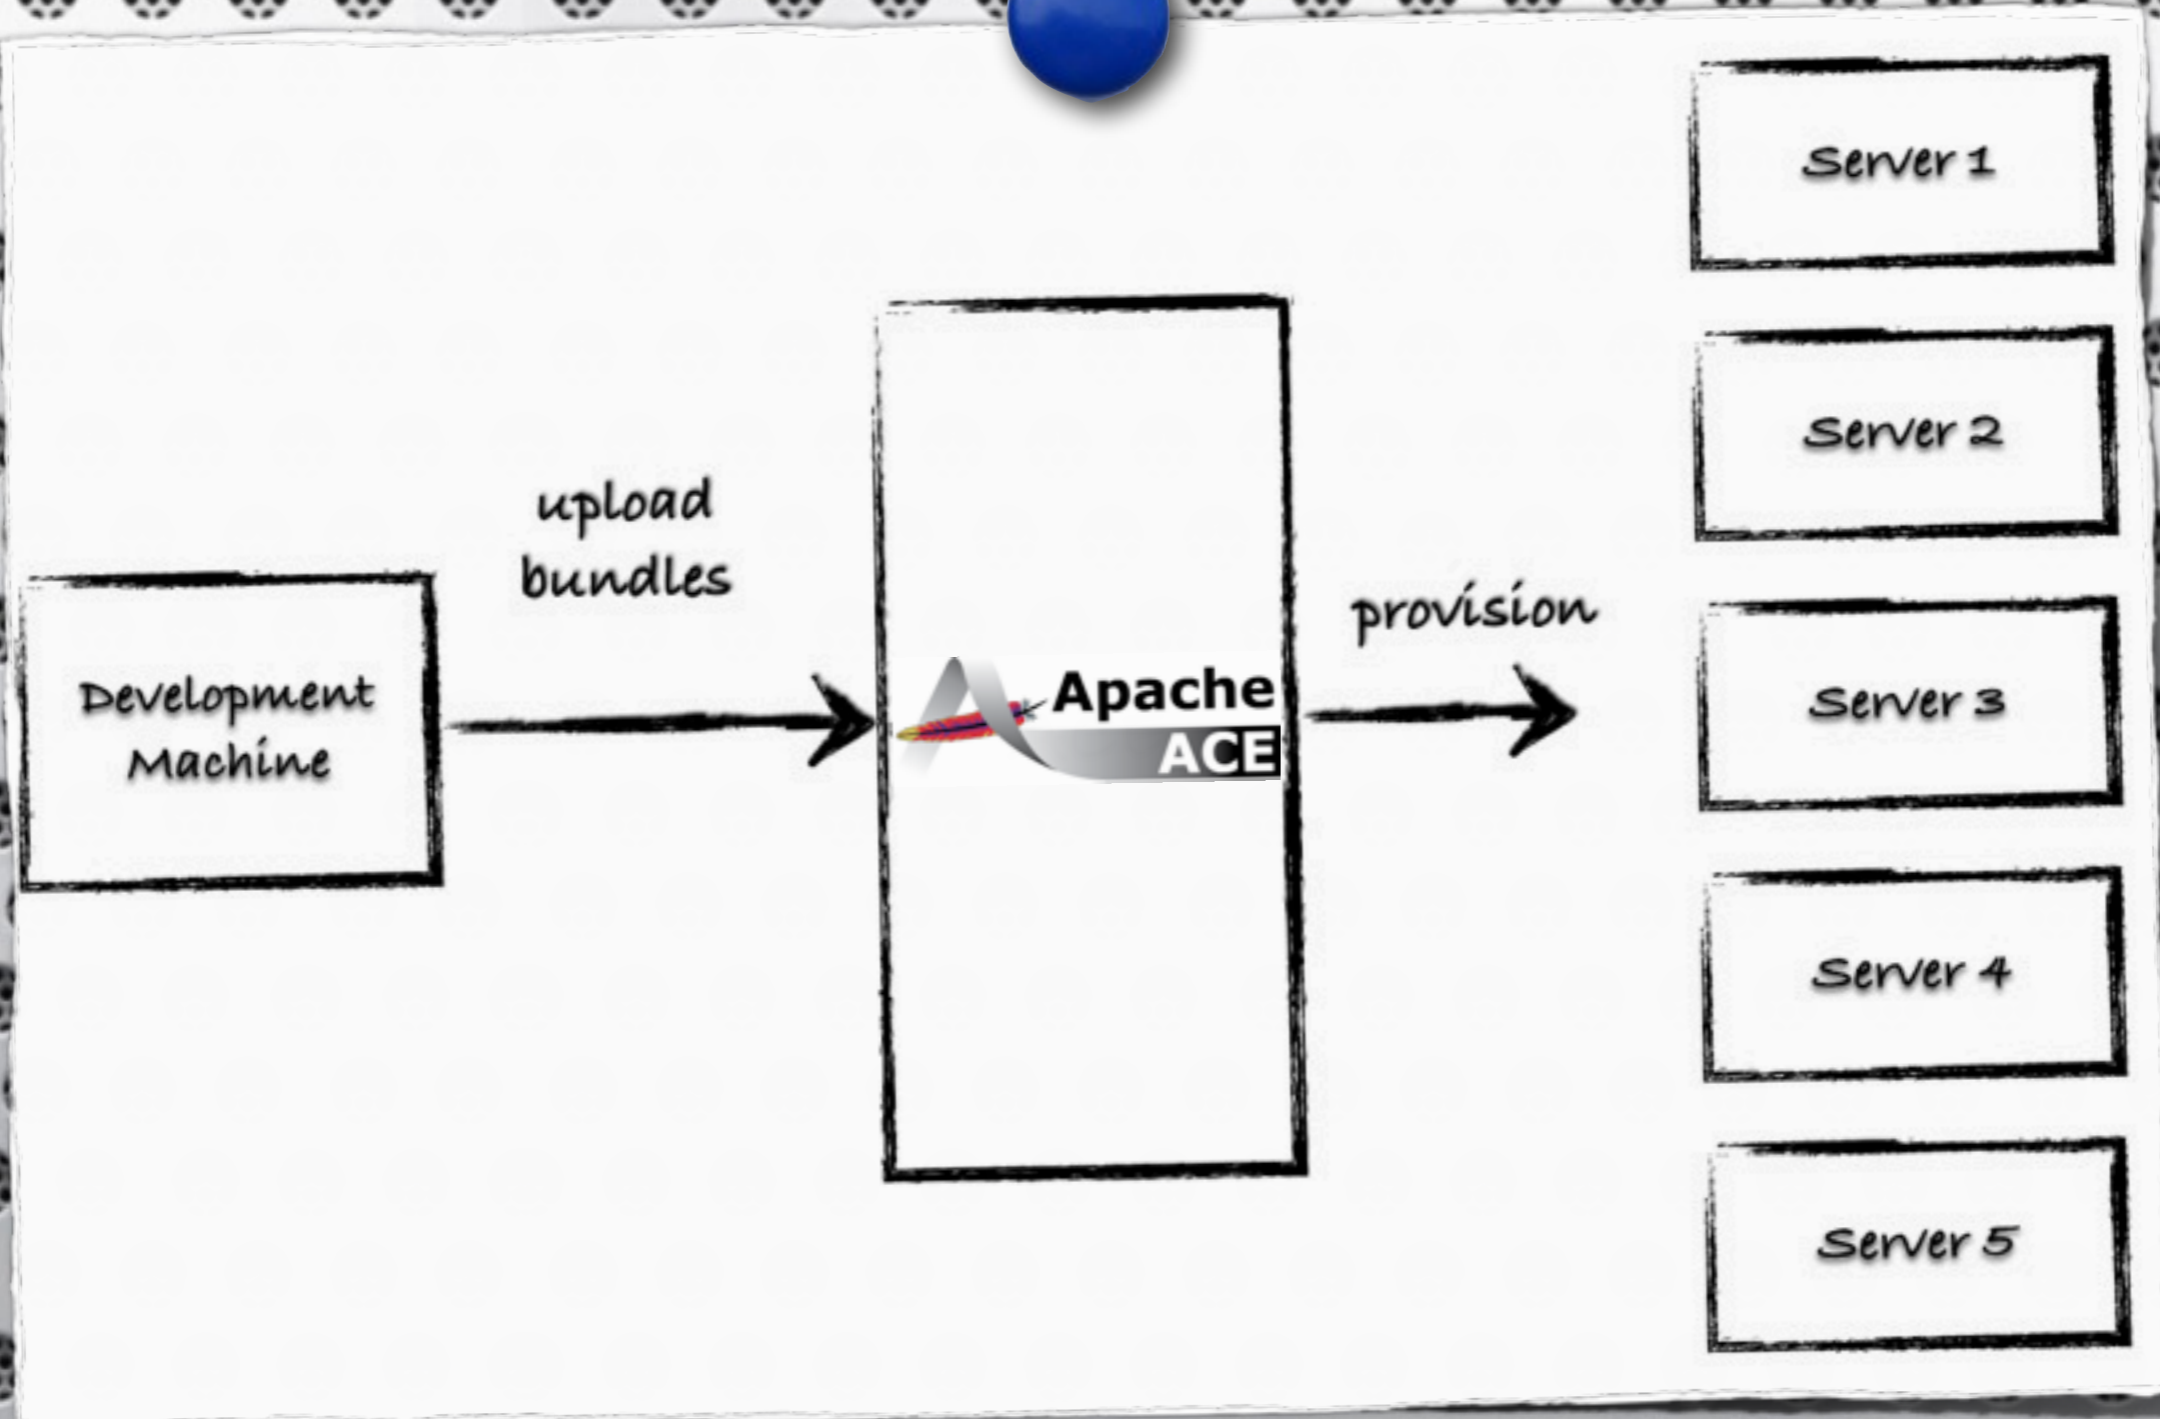 Server 1
Server 2
upload
bundles
provision
Development
Machine
Apache
ACE
Server 3
Server 4
Server 5